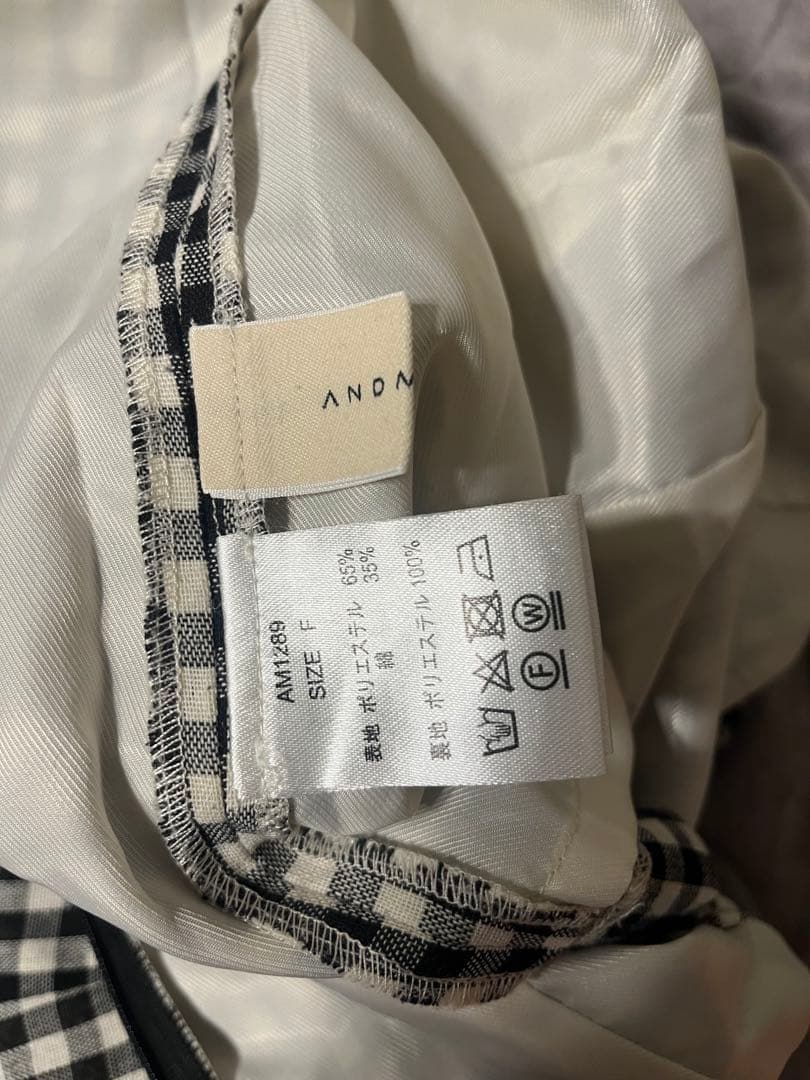 ANDM
AM1289
SIZE F
表地 ポリエステル 65%
綿 35%
裏地 ポリエステル 100%
F W